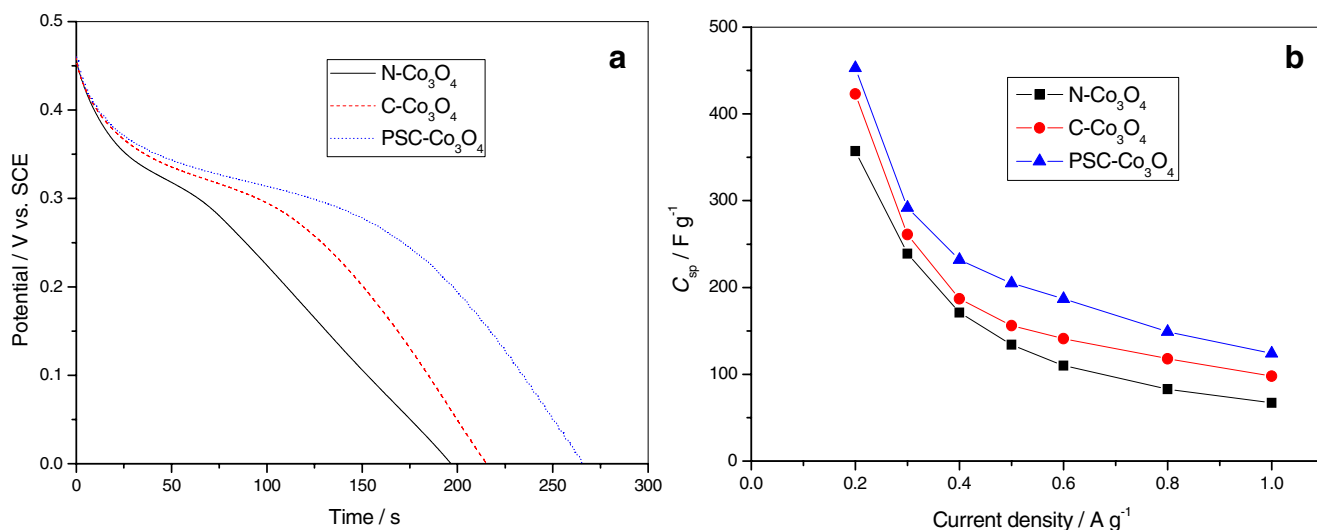 a
N-Co₃O₄
C-Co₃O₄
PSC-Co₃O₄
Potential / V vs. SCE
0.5
0.4
0.3
0.2
0.1
0.0
0 50 100 150 200 250 300
Time / s
b
N-Co₃O₄
C-Co₃O₄
PSC-Co₃O₄
Cₛₚ / F g⁻¹
500
400
300
200
100
0
0.0 0.2 0.4 0.6 0.8 1.0
Current density / A g⁻¹